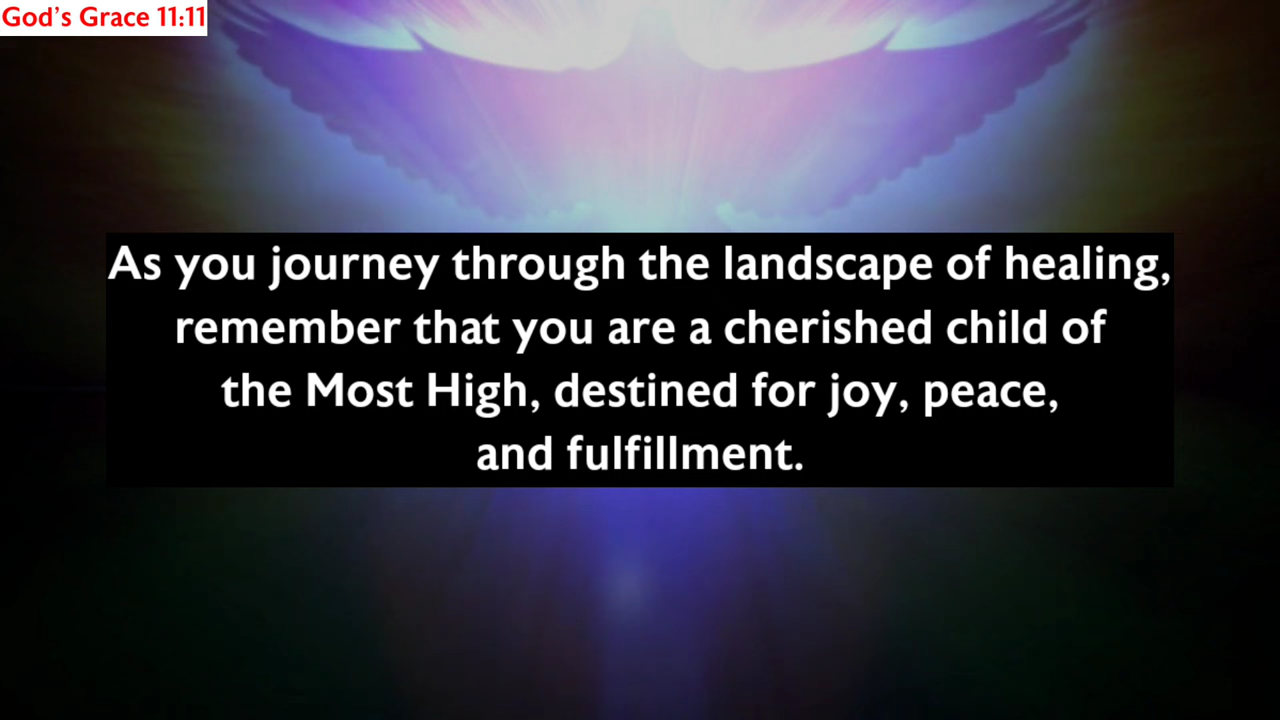 God’s Grace 11:11
As you journey through the landscape of healing,
remember that you are a cherished child of
the Most High, destined for joy, peace,
and fulfillment.